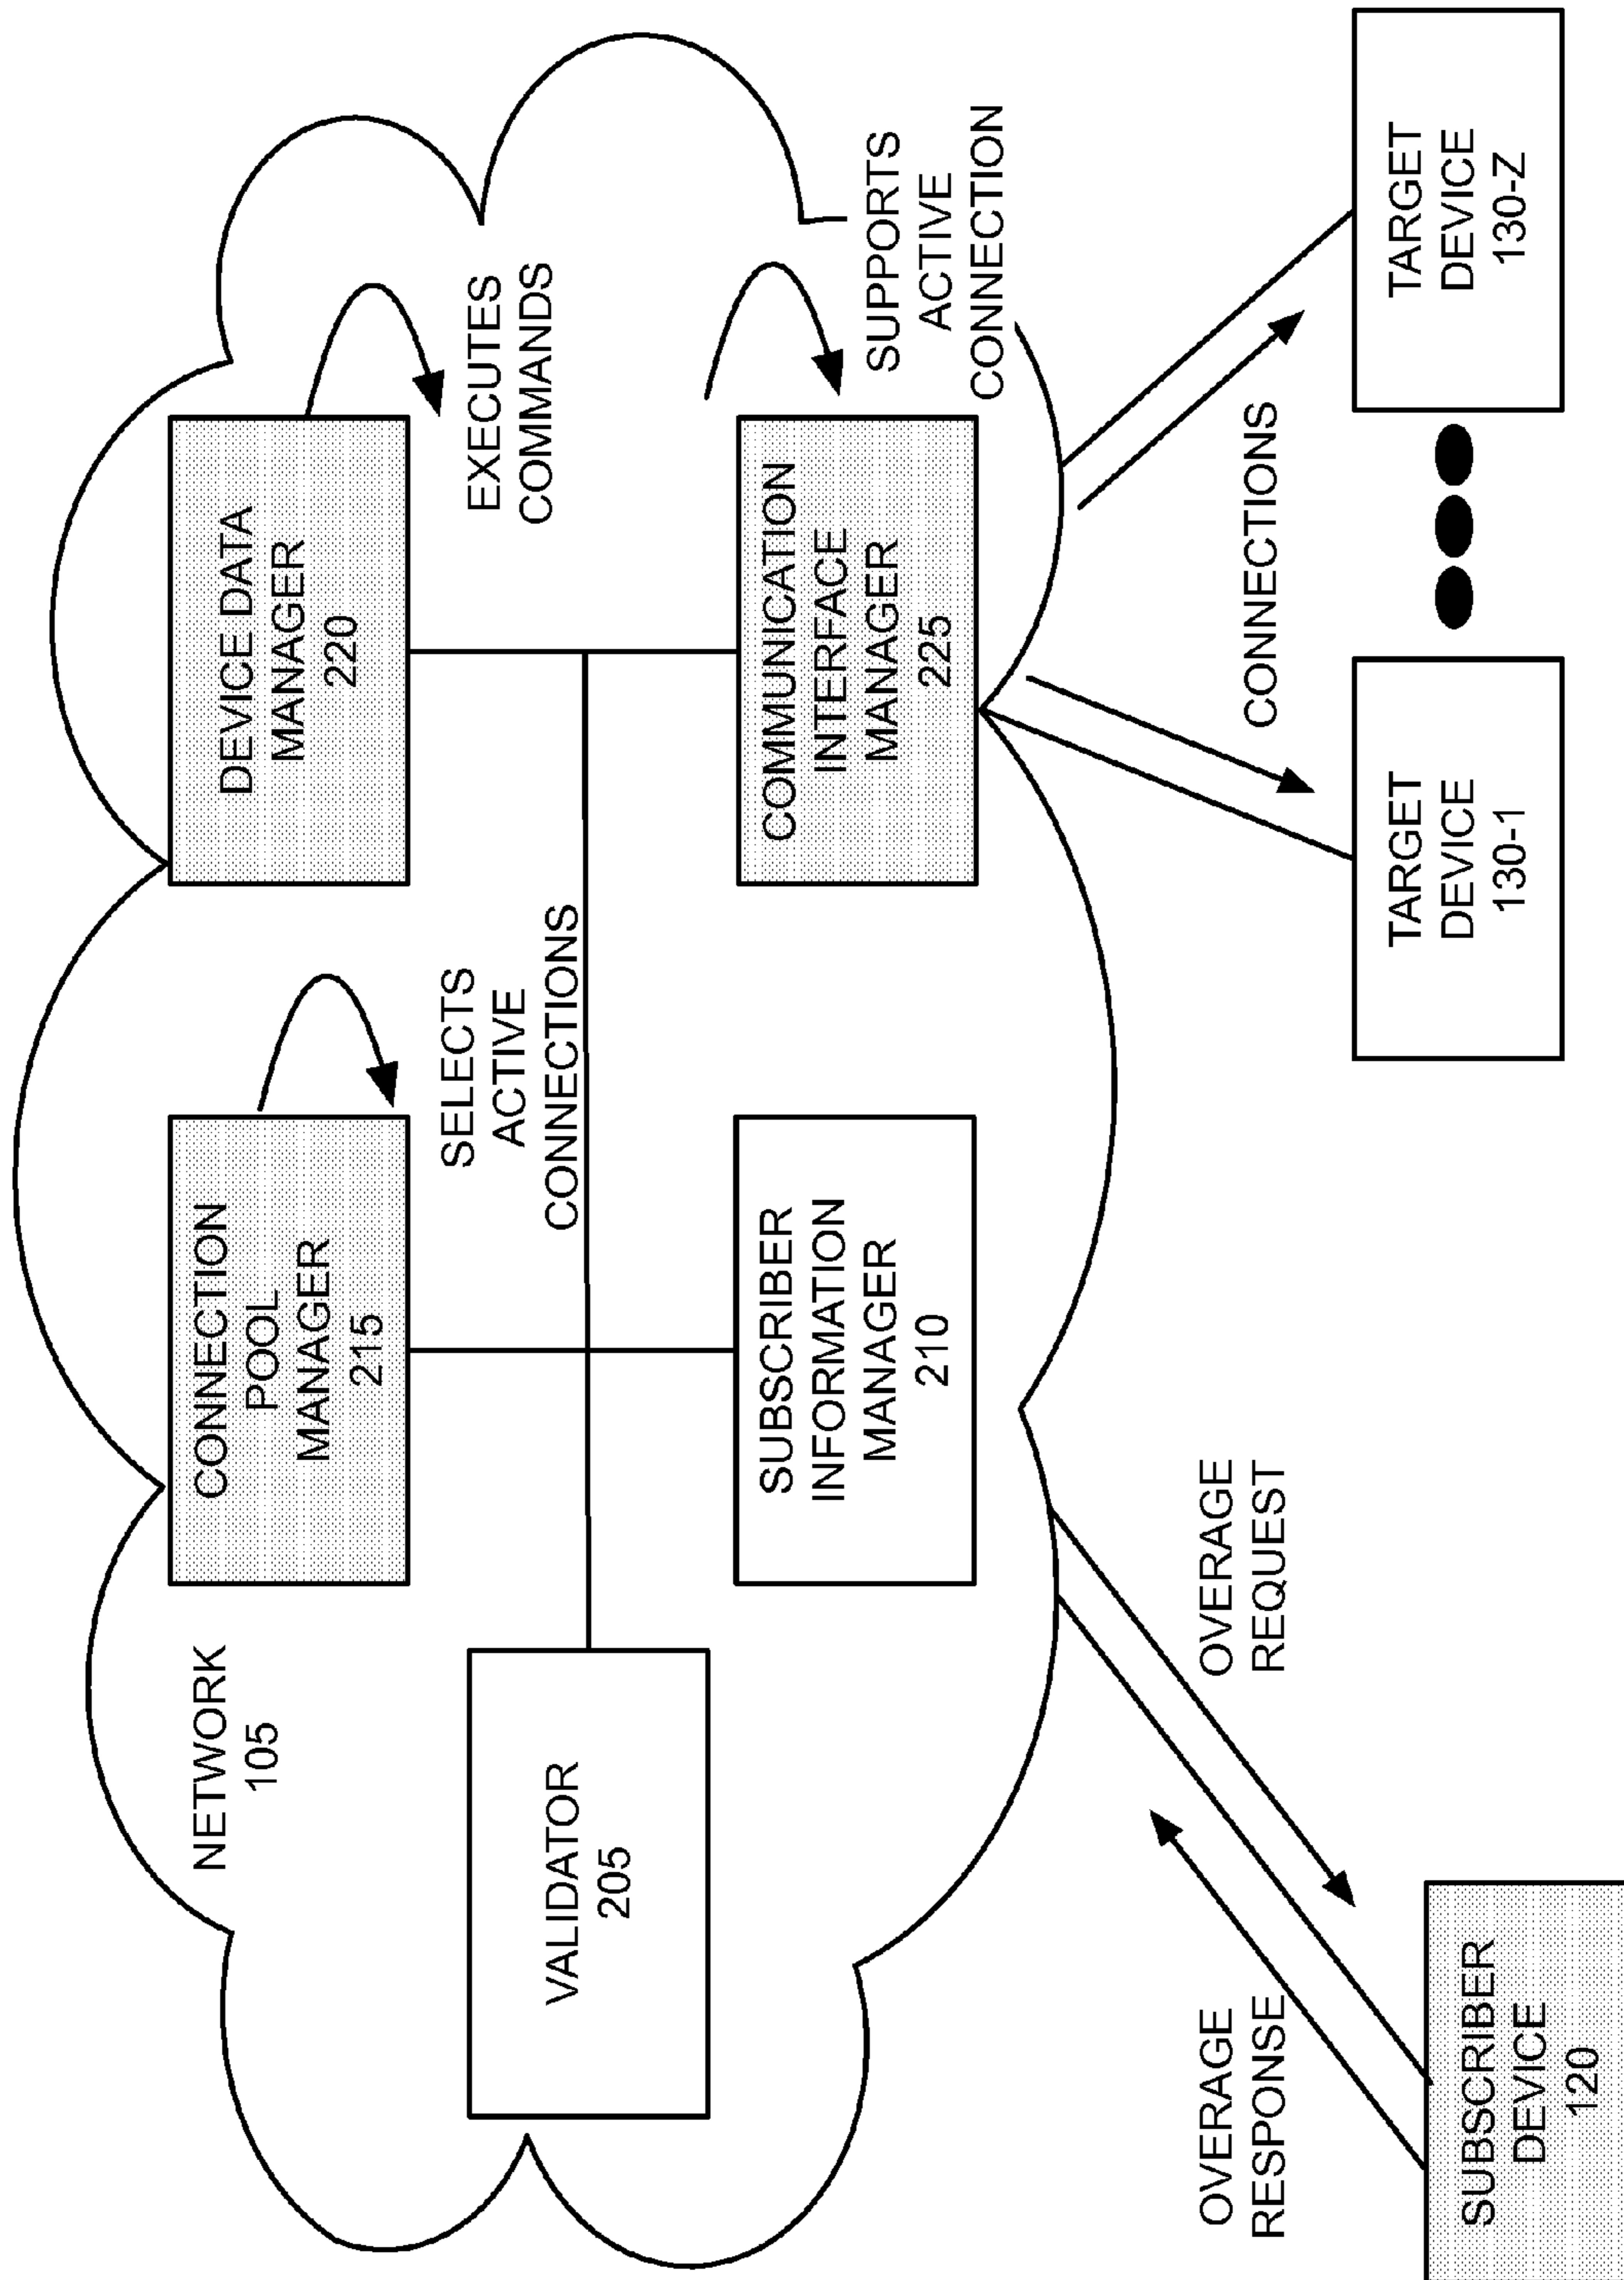 NETWORK
105
CONNECTION
POOL
MANAGER
215
DEVICE DATA
MANAGER
220
EXECUTES
COMMANDS
SELECTS
ACTIVE
CONNECTIONS
VALIDATOR
205
SUBSCRIBER
INFORMATION
MANAGER
210
COMMUNICATION
INTERFACE
MANAGER
225
SUPPORTS
ACTIVE
CONNECTION
OVERAGE
RESPONSE
OVERAGE
REQUEST
CONNECTIONS
SUBSCRIBER
DEVICE
120
TARGET
DEVICE
130-1
TARGET
DEVICE
130-Z